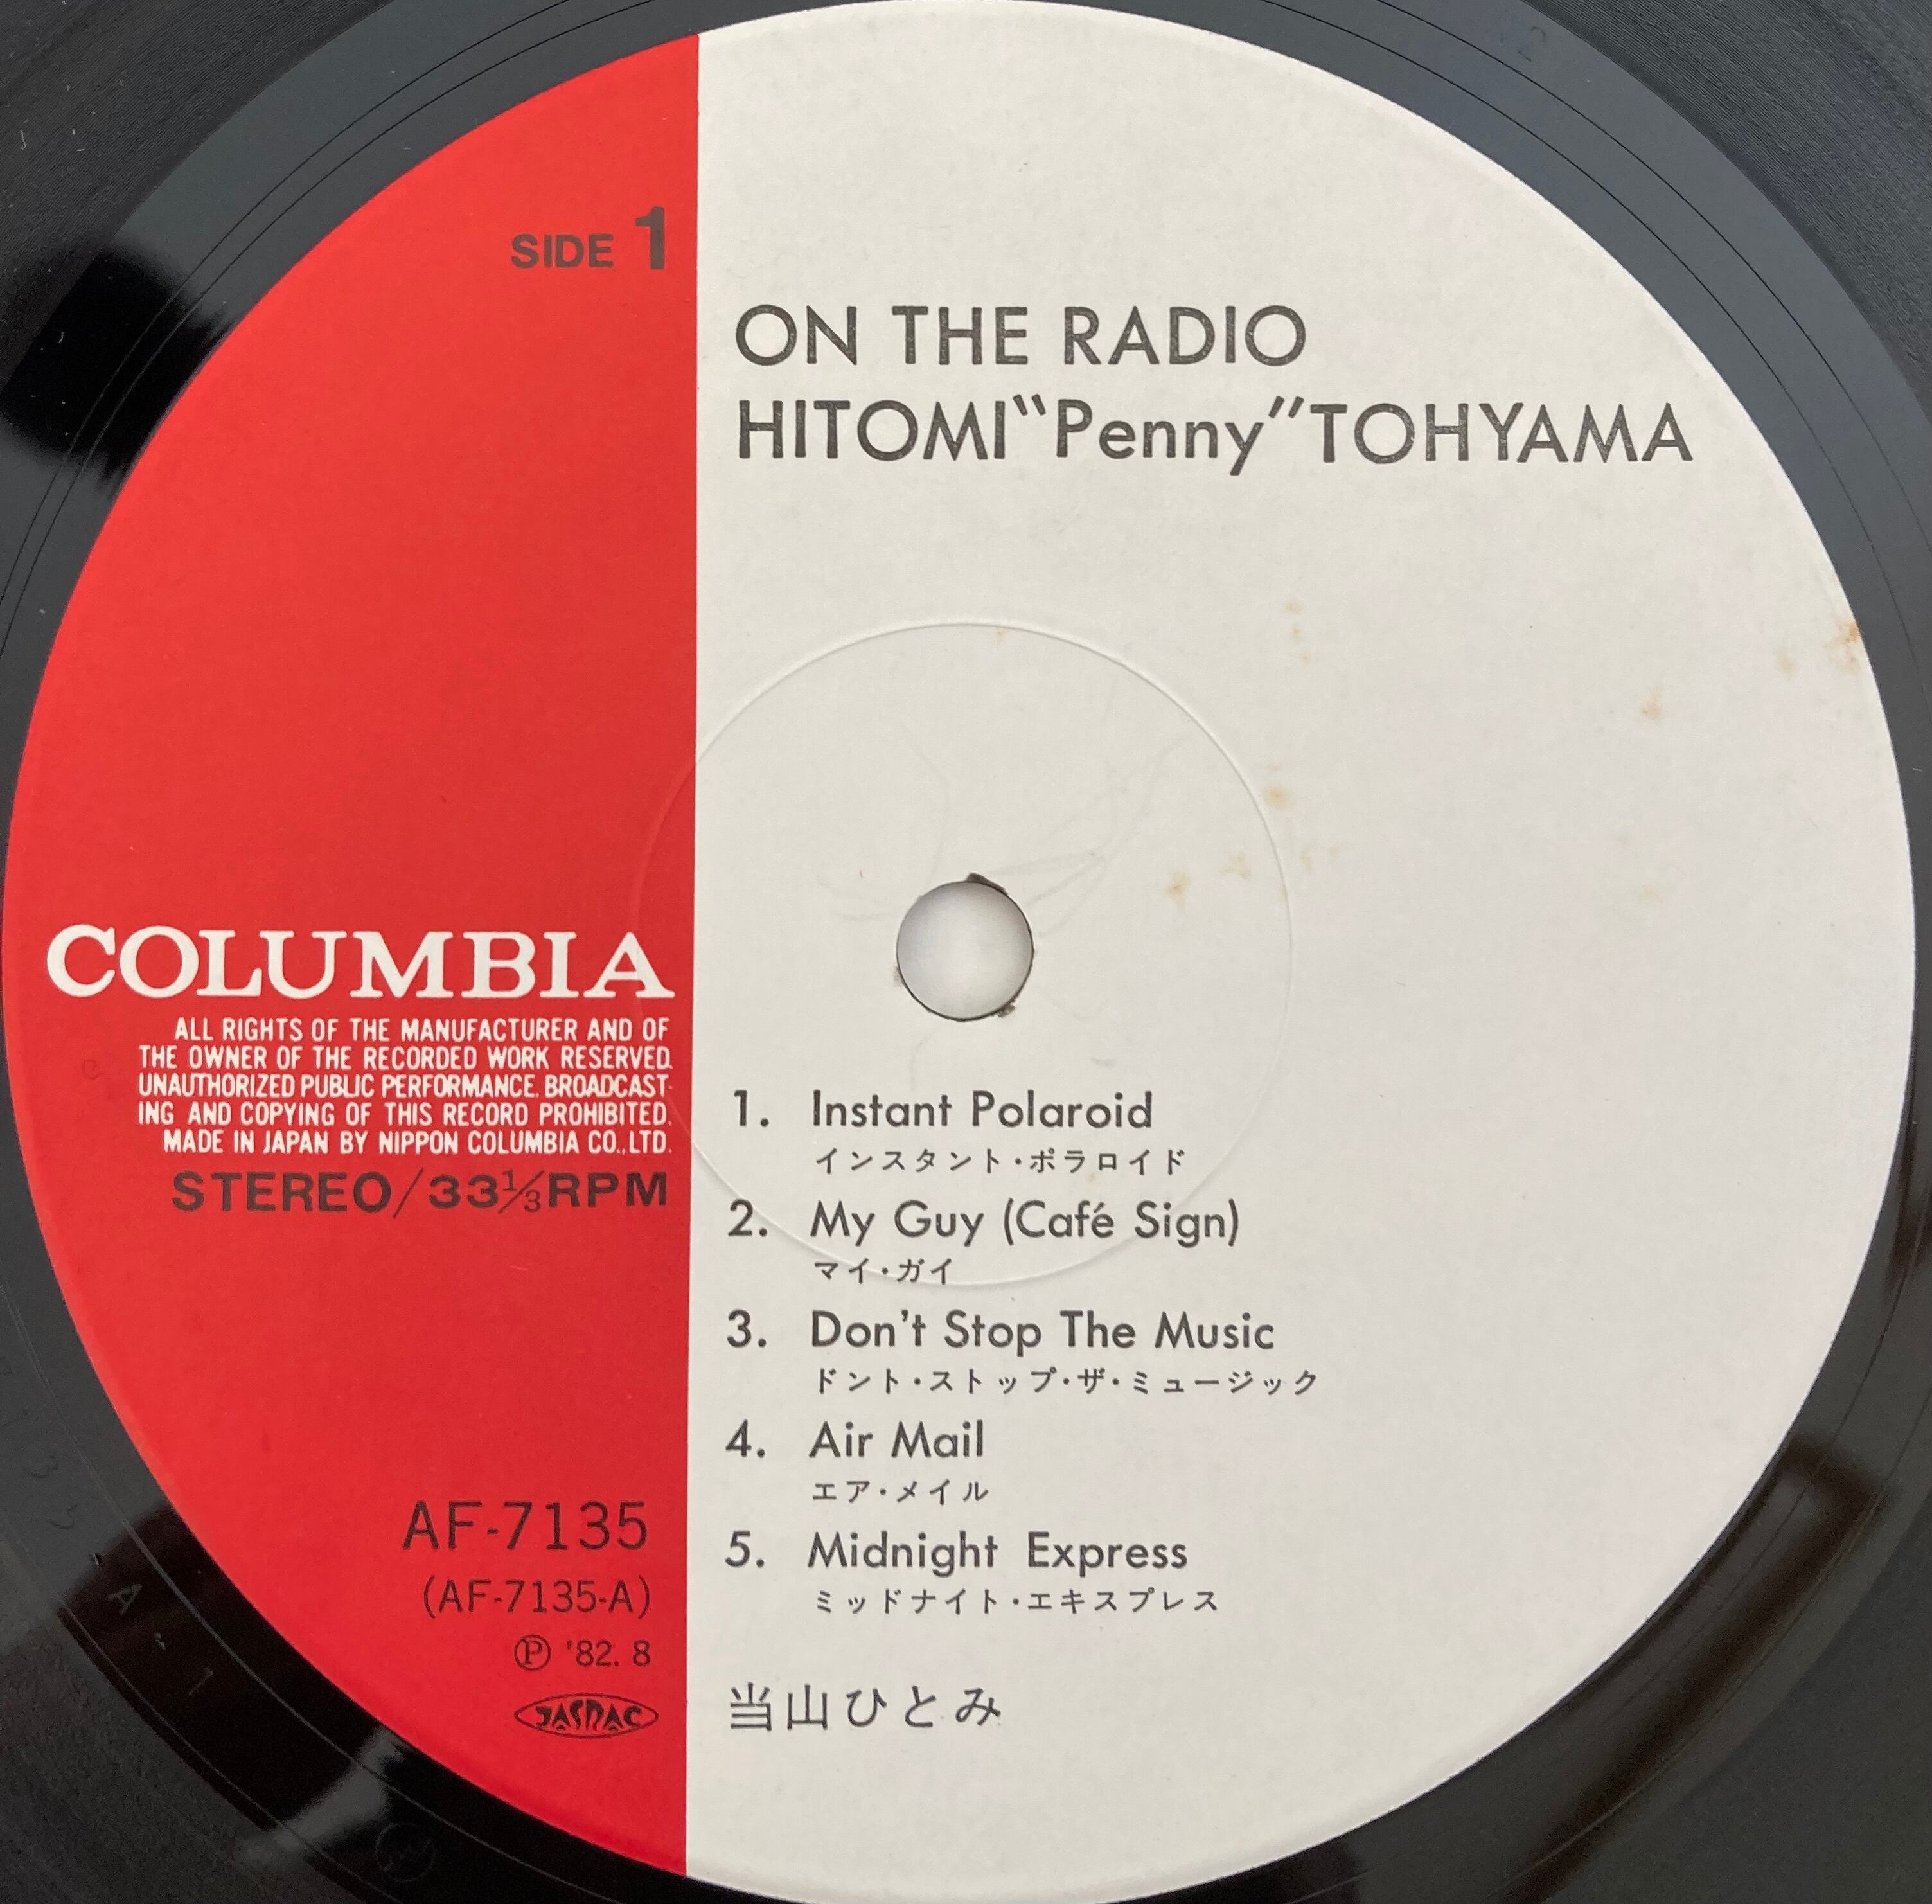 SIDE 1
ON THE RADIO
HITOMI“Penny”TOHYAMA
COLUMBIA
ALL RIGHTS OF THE MANUFACTURER AND OF
THE OWNER OF THE RECORDED WORK RESERVED.
UNAUTHORIZED PUBLIC PERFORMANCE. BROADCAST-
ING AND COPYING OF THIS RECORD PROHIBITED.
MADE IN JAPAN BY NIPPON COLUMBIA CO.,LTD.
STEREO/33⅓RPM
AF-7135
(AF-7135-A)
Ⓟ '82. 8
JASRAC
1. Instant Polaroid
インスタント・ポラロイド
2. My Guy (Café Sign)
マイ・ガイ
3. Don't Stop The Music
ドント・ストップ・ザ・ミュージック
4. Air Mail
エア・メイル
5. Midnight Express
ミッドナイト・エキスプレス
当山ひとみ